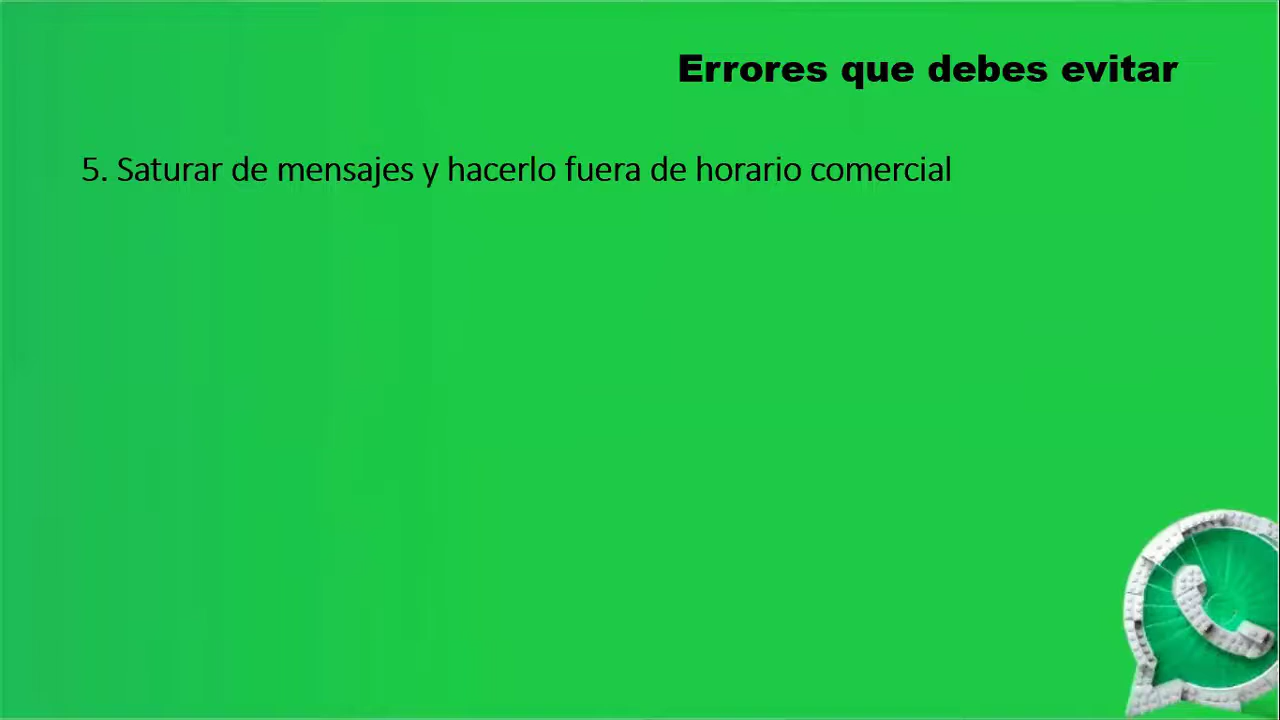 Errores que debes evitar
5. Saturar de mensajes y hacerlo fuera de horario comercial